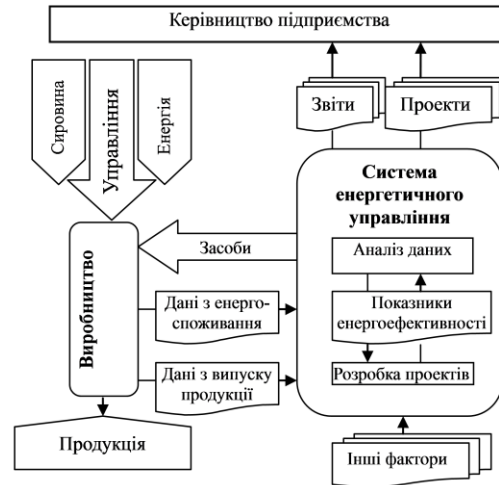 Керівництво підприємства
Сировина
Управління
Енергія
Звіти
Проекти
Система
енергетичного
управління
Засоби
Аналіз даних
Виробництво
Дані з енерго-
споживання
Показники
енергоефективності
Дані з випуску
продукції
Розробка проектів
Продукція
Інші фактори